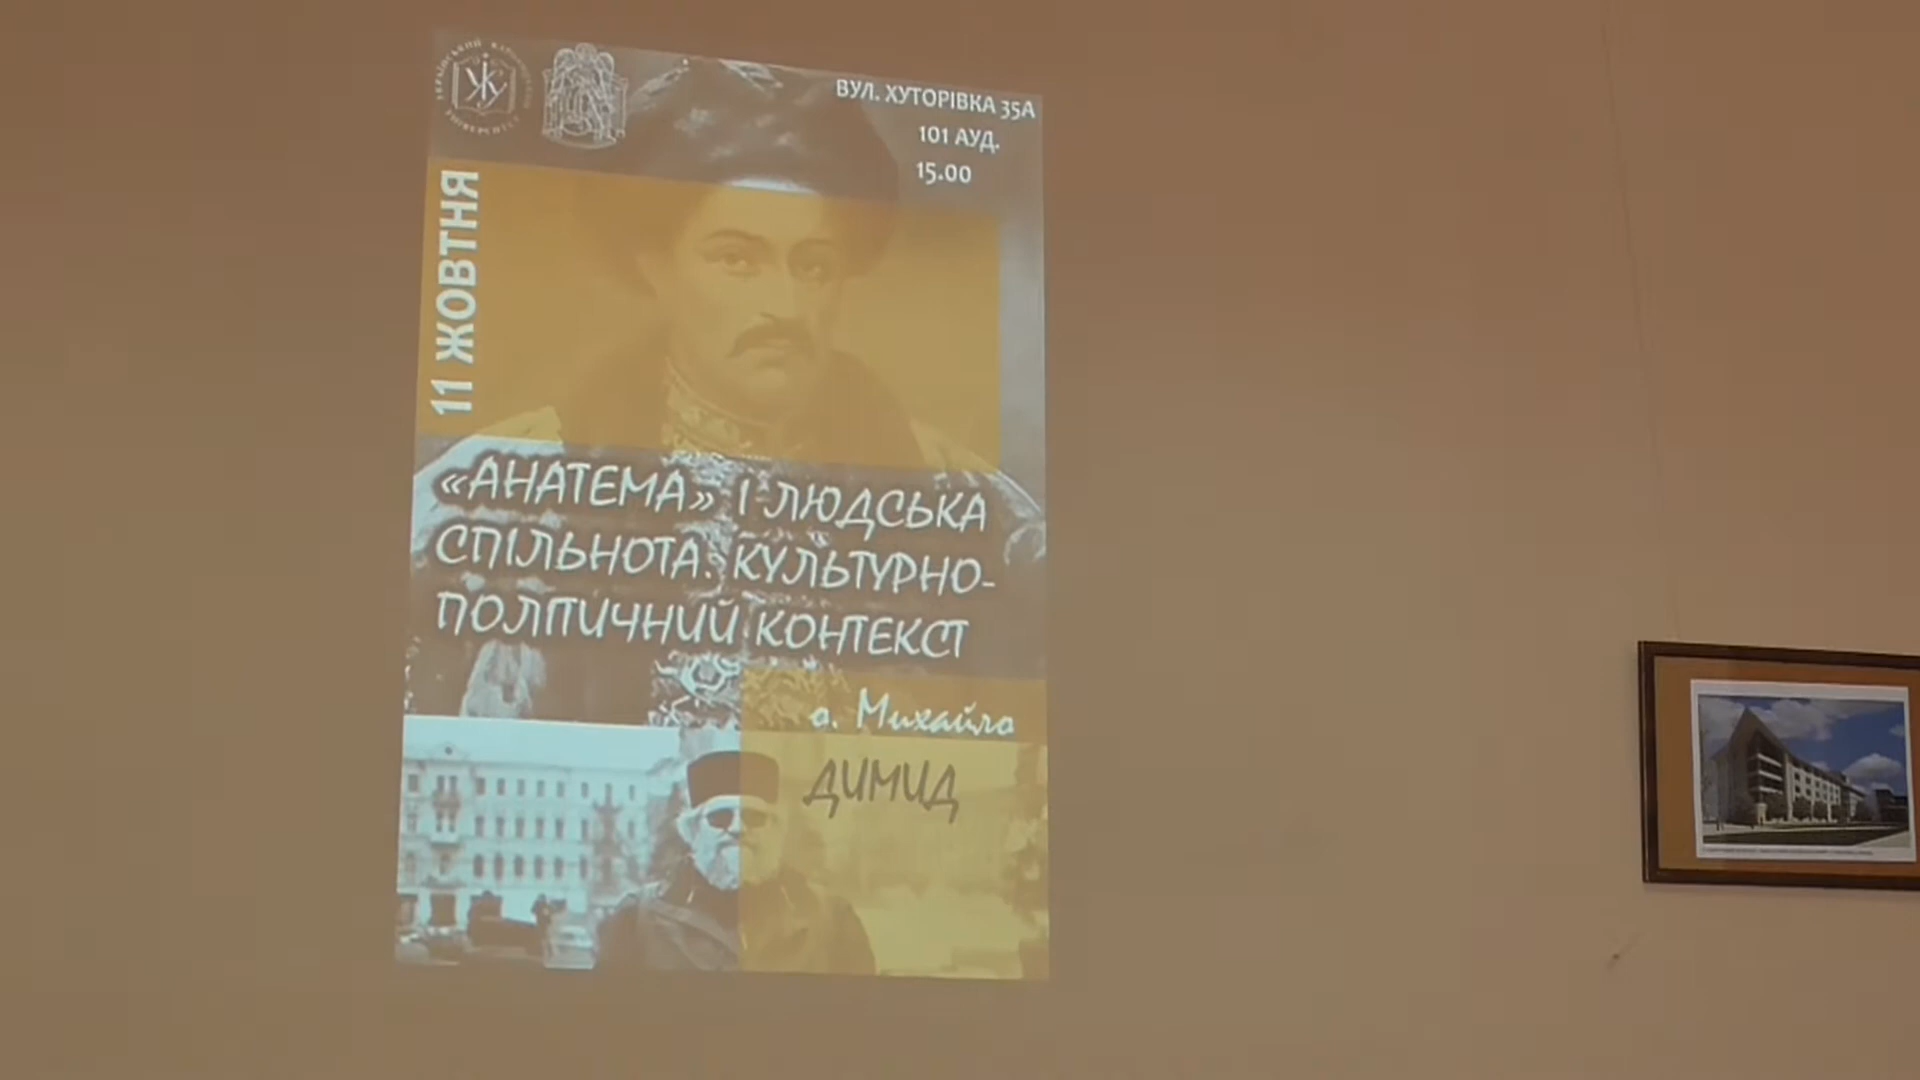 ВУЛ. ХУТОРІВКА 35А
101 АУД.
15.00
11 ЖОВТНЯ
«АНАТЕМА» І ЛЮДСЬКА
СПІЛЬНОТА. КУЛЬТУРНО-
ПОЛІТИЧНИЙ КОНТЕКСТ
о. Михайло
ДИМИД